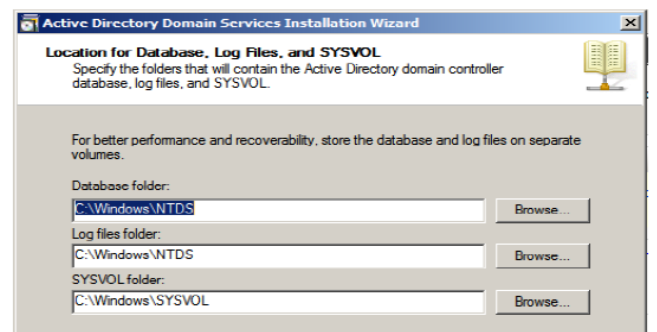 Active Directory Domain Services Installation Wizard
Location for Database, Log Files, and SYSVOL
Specify the folders that will contain the Active Directory domain controller
database, log files, and SYSVOL.
For better performance and recoverability, store the database and log files on separate
volumes.
Database folder:
C:\Windows\NTDS
Browse...
Log files folder:
C:\Windows\NTDS
Browse...
SYSVOL folder:
C:\Windows\SYSVOL
Browse...